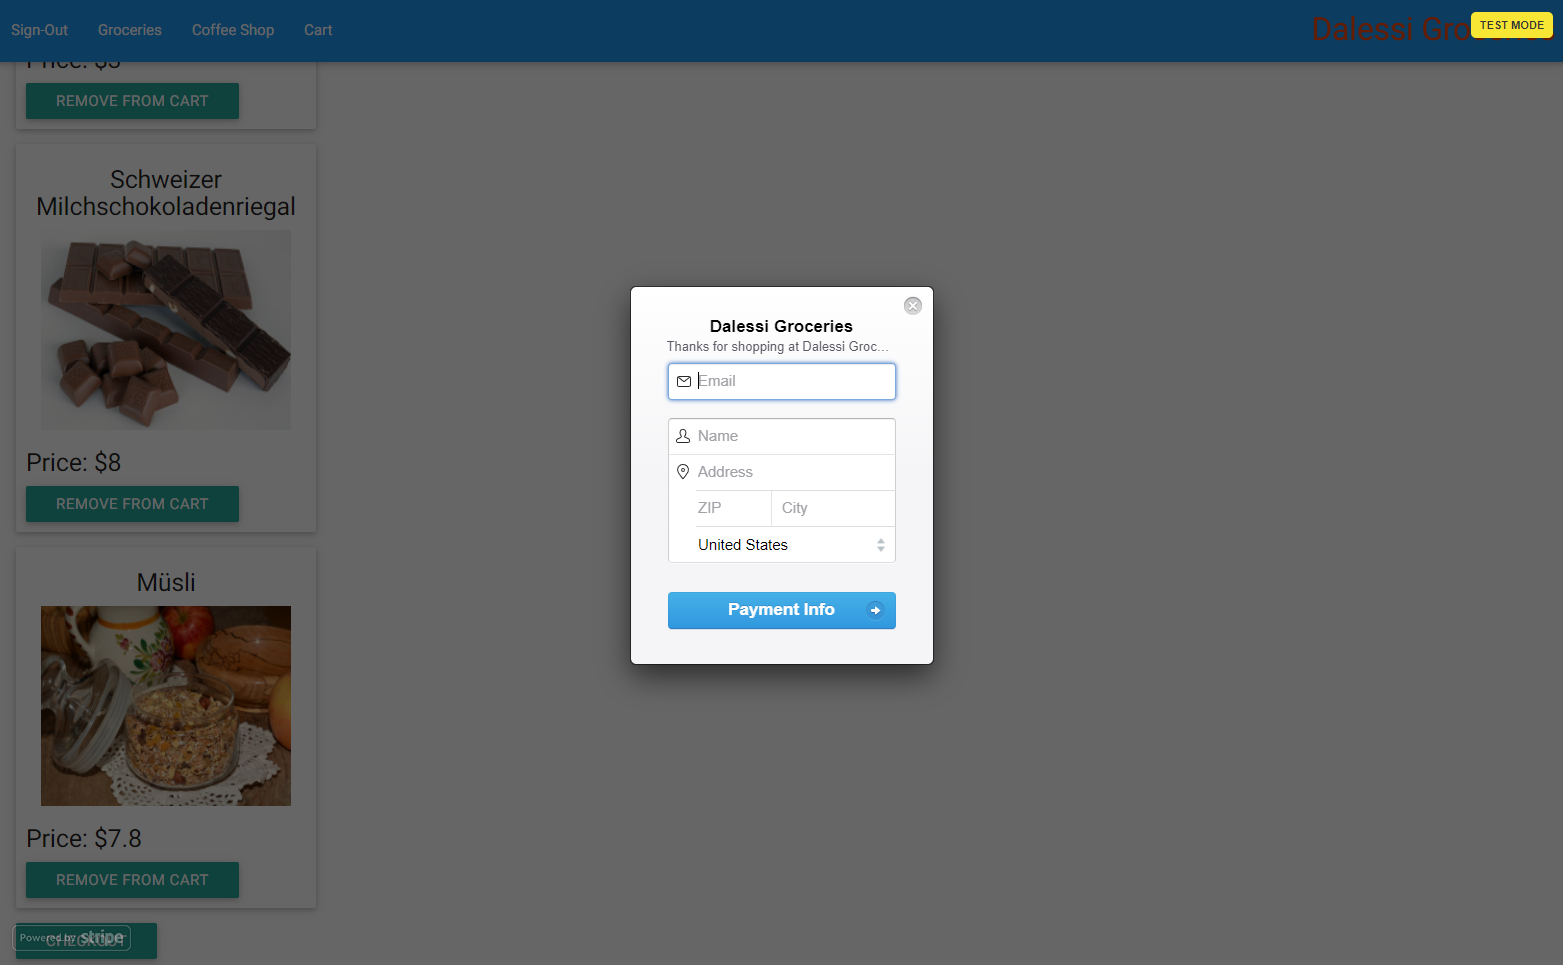 Sign-Out Groceries Coffee Shop Cart
Dalessi Gro
TEST MODE
Price: $3
REMOVE FROM CART
Schweizer
Milchschokoladenriegal
Price: $8
REMOVE FROM CART
Müsli
Price: $7.8
REMOVE FROM CART
CHECKOUT
Powered by stripe
Dalessi Groceries
Thanks for shopping at Dalessi Groc...
Email
Name
Address
ZIP City
United States
Payment Info